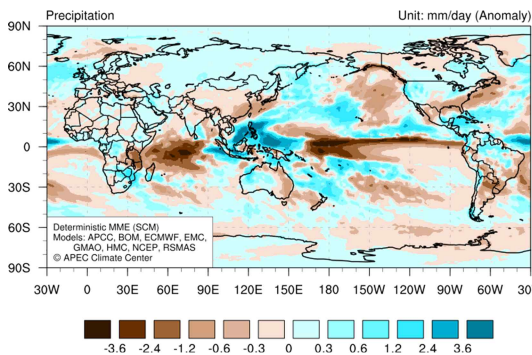 Precipitation Unit: mm/day (Anomaly)
90N
60N
30N
0
30S
60S
90S
Deterministic MME (SCM)
Models: APCC, BOM, ECMWF, EMC,
GMAO, HMC, NCEP, RSMAS
© APEC Climate Center
30W 0 30E 60E 90E 120E 150E 180 150W 120W 90W 60W 30W
-3.6 -2.4 -1.2 -0.6 -0.3 0 0.3 0.6 1.2 2.4 3.6